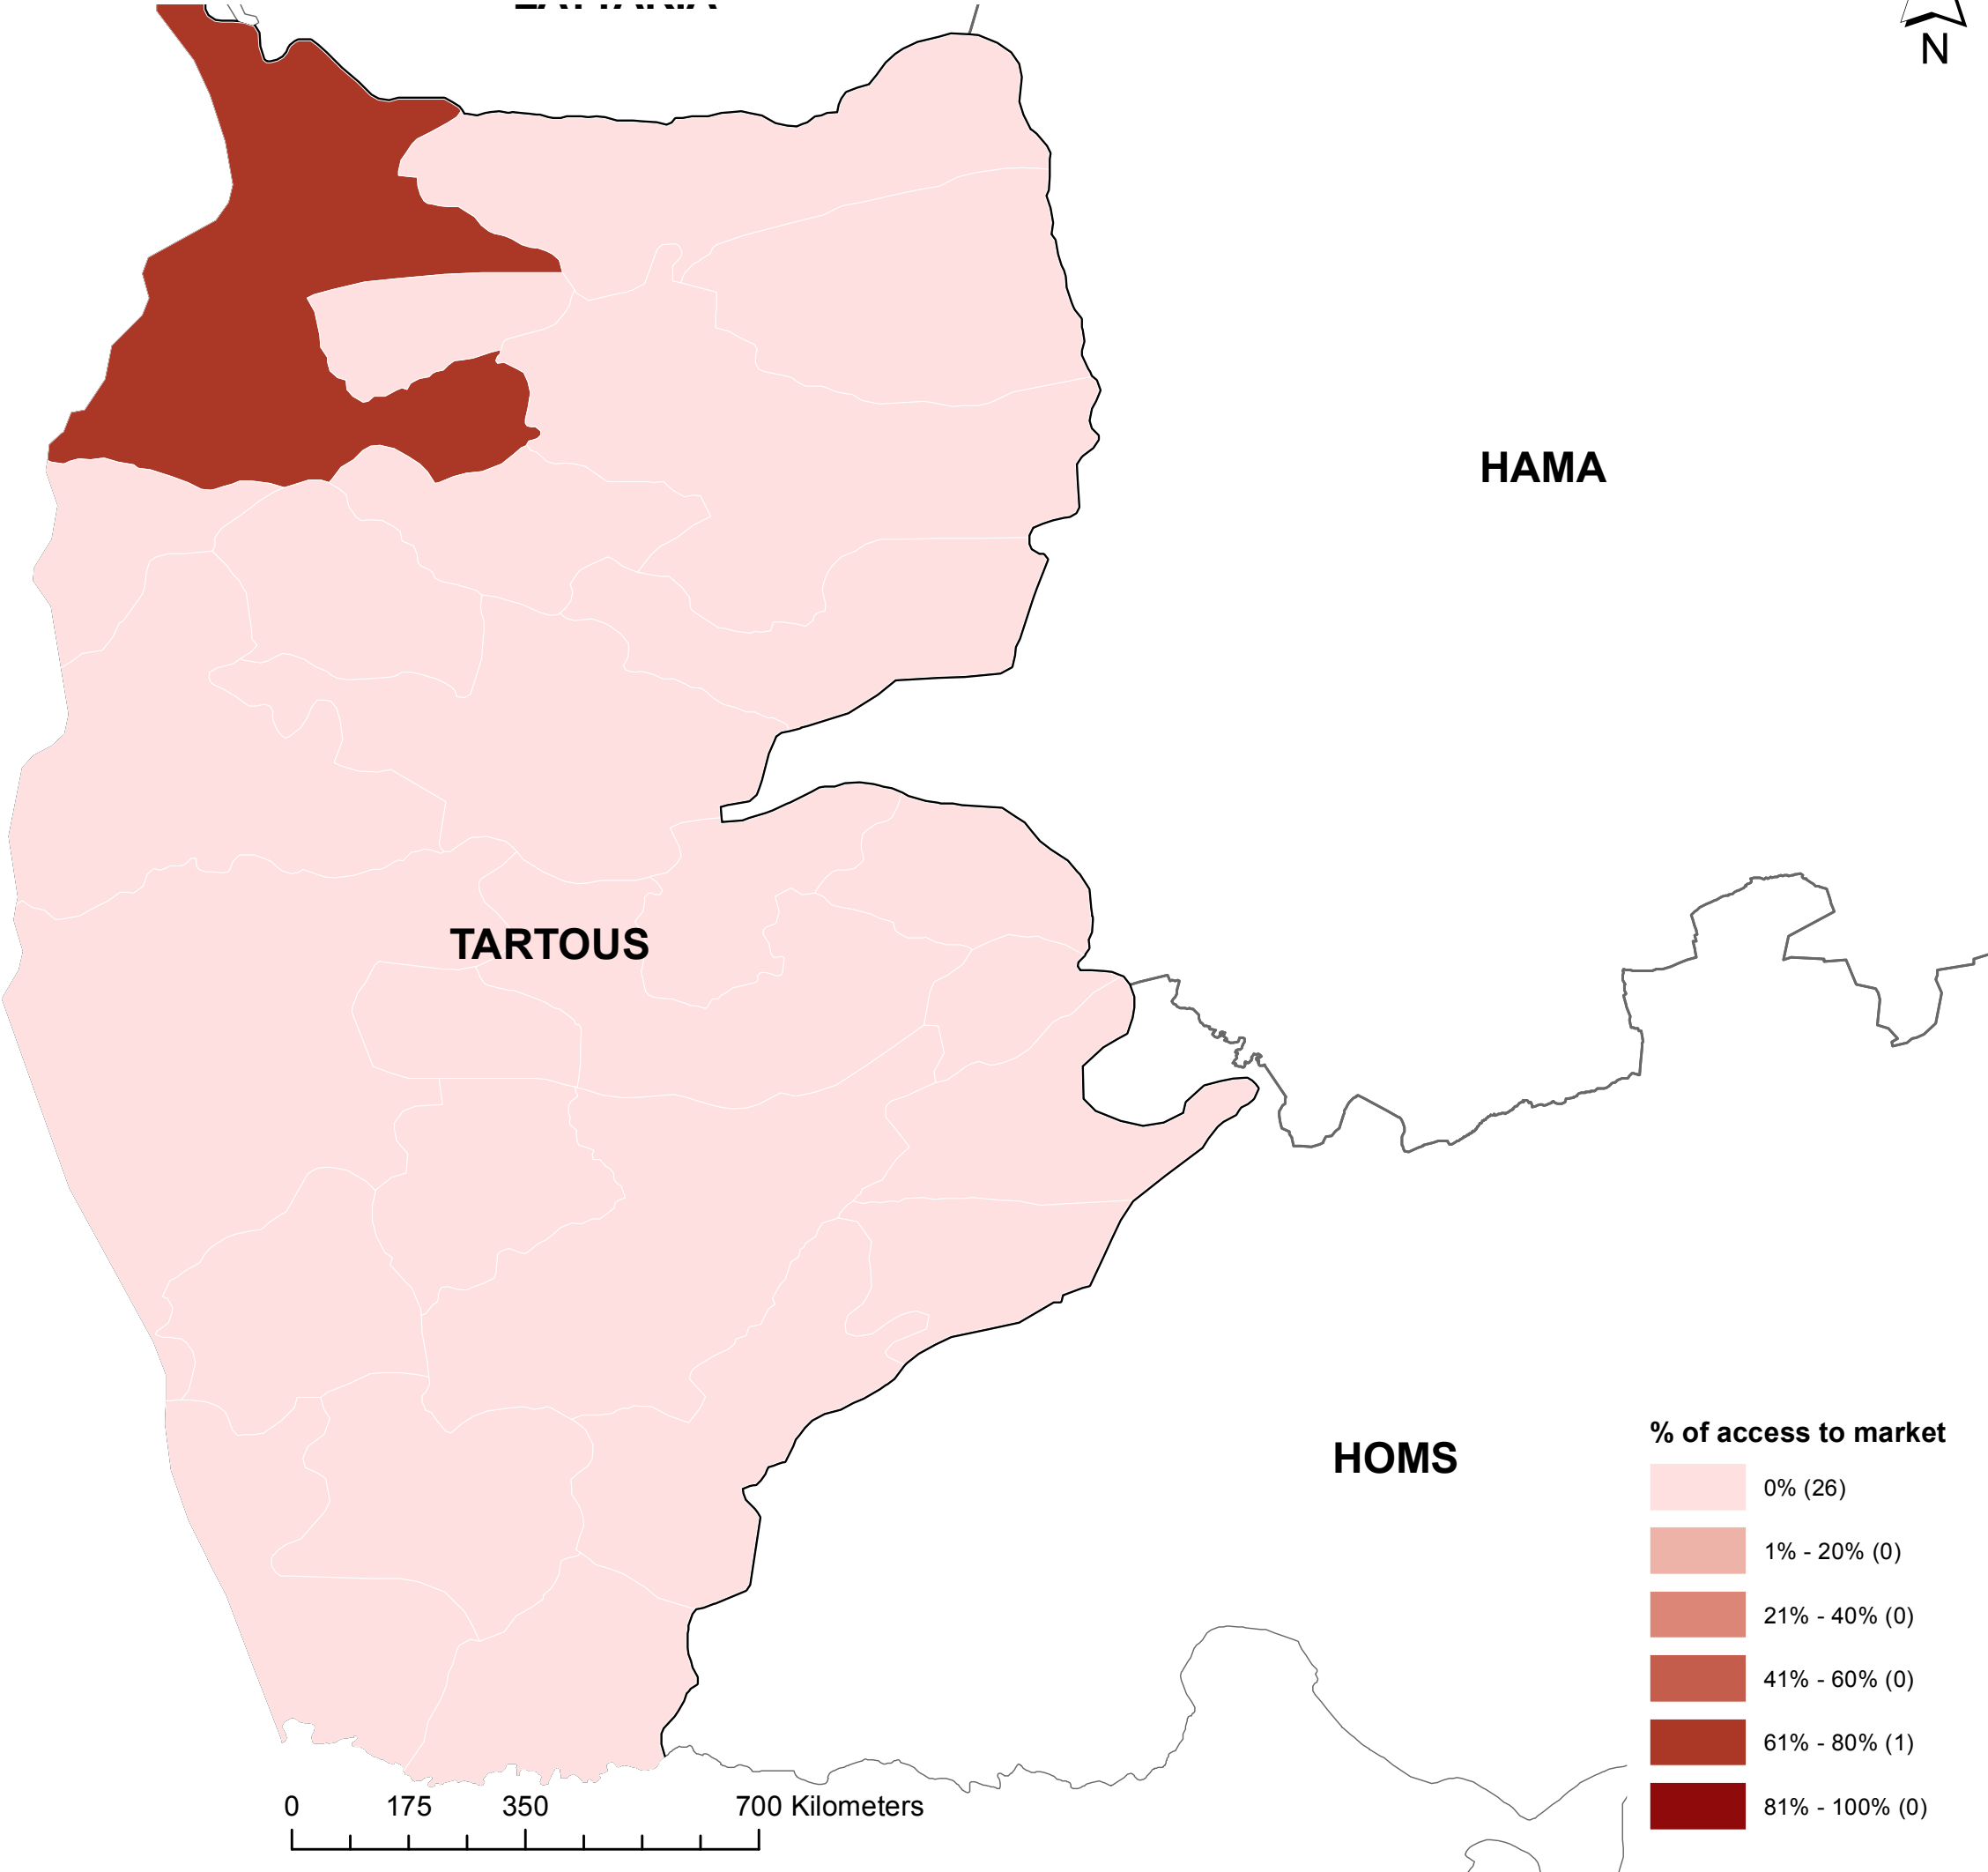 N
HAMA
TARTOUS
HOMS
% of access to market
0% (26)
1% - 20% (0)
21% - 40% (0)
41% - 60% (0)
61% - 80% (1)
81% - 100% (0)
0 175 350 700 Kilometers